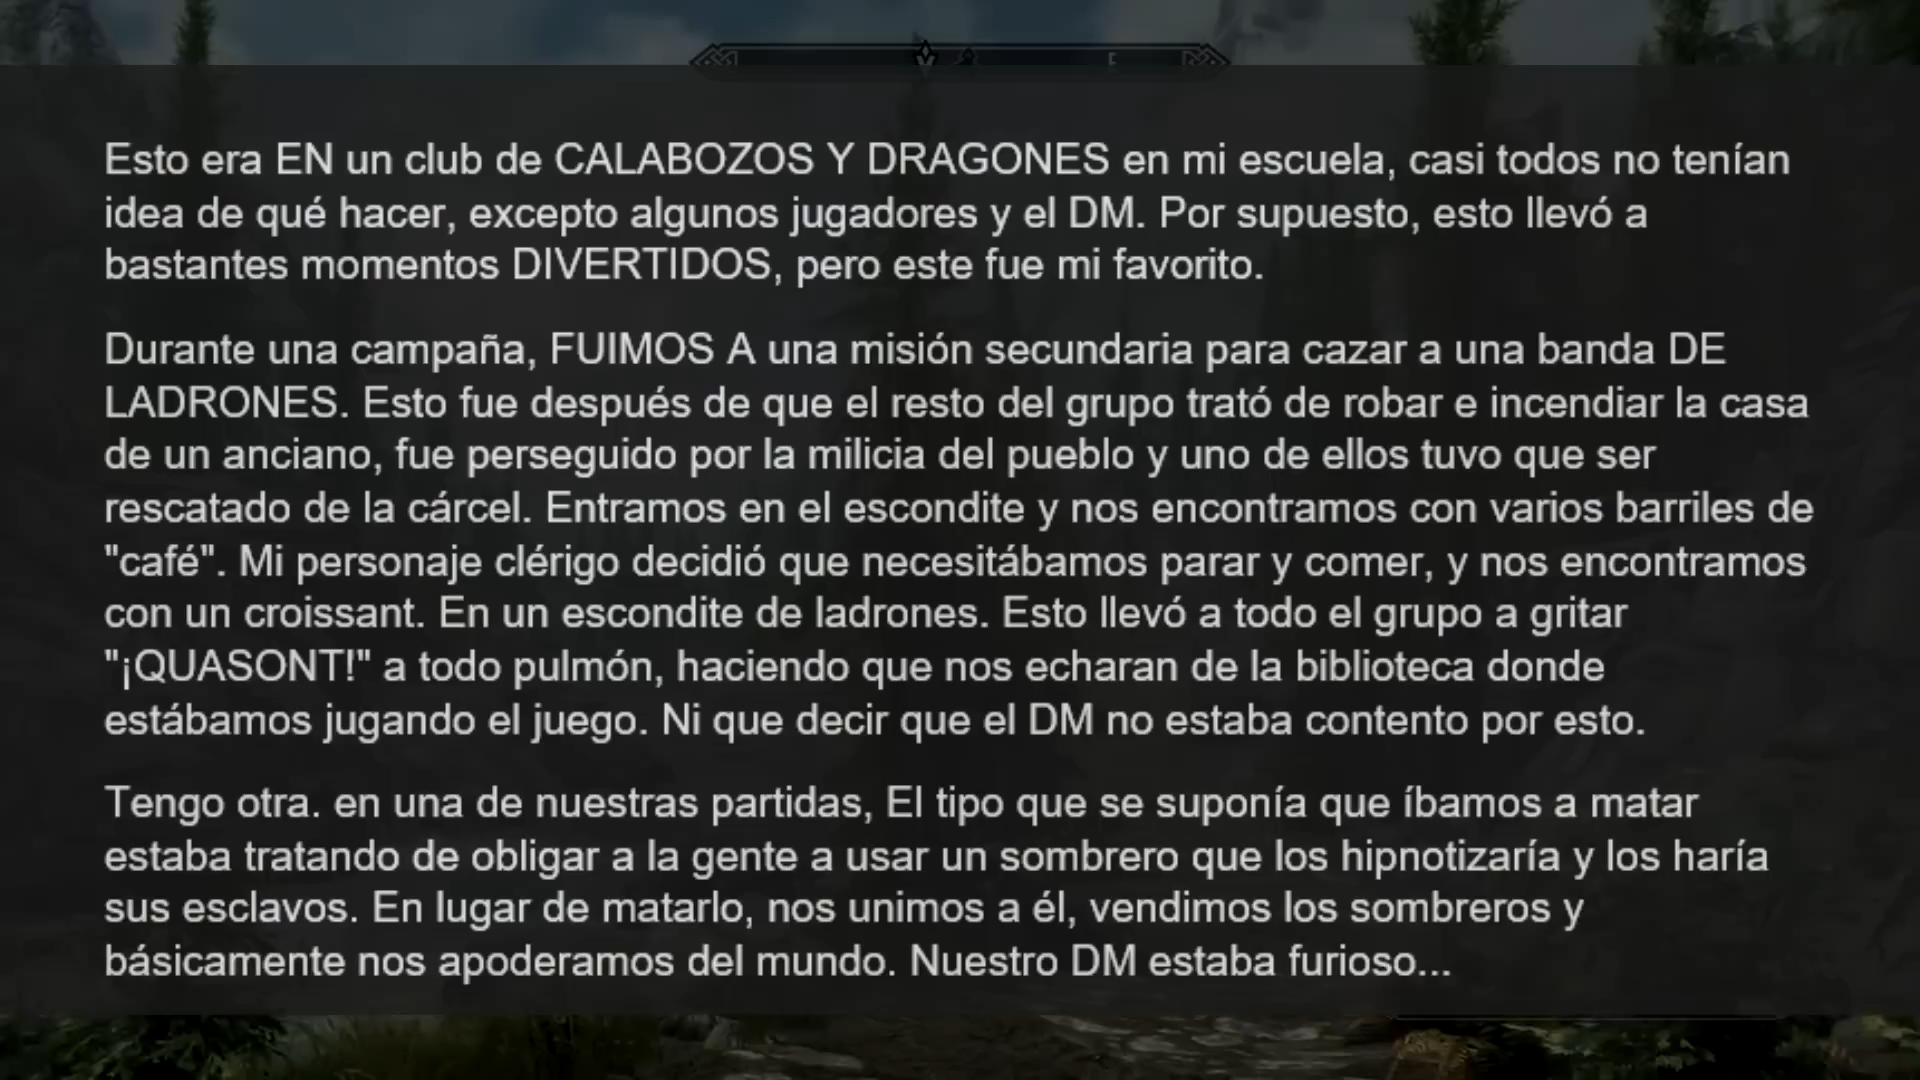 E
Esto era EN un club de CALABOZOS Y DRAGONES en mi escuela, casi todos no tenían
idea de qué hacer, excepto algunos jugadores y el DM. Por supuesto, esto llevó a
bastantes momentos DIVERTIDOS, pero este fue mi favorito.
Durante una campaña, FUIMOS A una misión secundaria para cazar a una banda DE
LADRONES. Esto fue después de que el resto del grupo trató de robar e incendiar la casa
de un anciano, fue perseguido por la milicia del pueblo y uno de ellos tuvo que ser
rescatado de la cárcel. Entramos en el escondite y nos encontramos con varios barriles de
"café". Mi personaje clérigo decidió que necesitábamos parar y comer, y nos encontramos
con un croissant. En un escondite de ladrones. Esto llevó a todo el grupo a gritar
"¡QUASONT!" a todo pulmón, haciendo que nos echaran de la biblioteca donde
estábamos jugando el juego. Ni que decir que el DM no estaba contento por esto.
Tengo otra. en una de nuestras partidas, El tipo que se suponía que íbamos a matar
estaba tratando de obligar a la gente a usar un sombrero que los hipnotizaría y los haría
sus esclavos. En lugar de matarlo, nos unimos a él, vendimos los sombreros y
básicamente nos apoderamos del mundo. Nuestro DM estaba furioso...